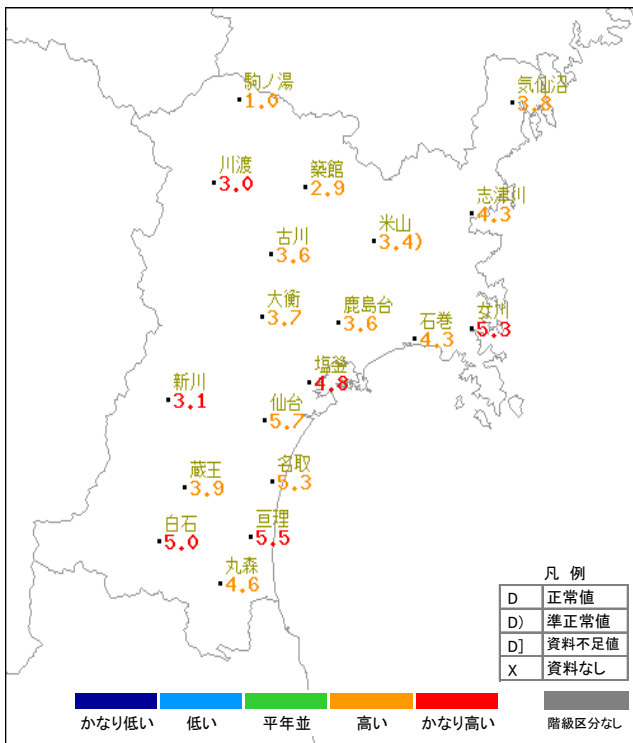 駒ノ湯
1.0
気仙沼
3.8
川渡
3.0
築館
2.9
志津川
4.3
米山
3.4)
古川
3.6
大衡
3.7
鹿島台
3.6
石巻
4.3
女川
5.3
塩釜
4.8
新川
3.1
仙台
5.7
蔵王
3.9
名取
5.3
白石
5.0
亘理
5.5
丸森
4.6
凡 例
D 正常値
D) 準正常値
D] 資料不足値
X 資料なし
かなり低い 低い 平年並 高い かなり高い 階級区分なし